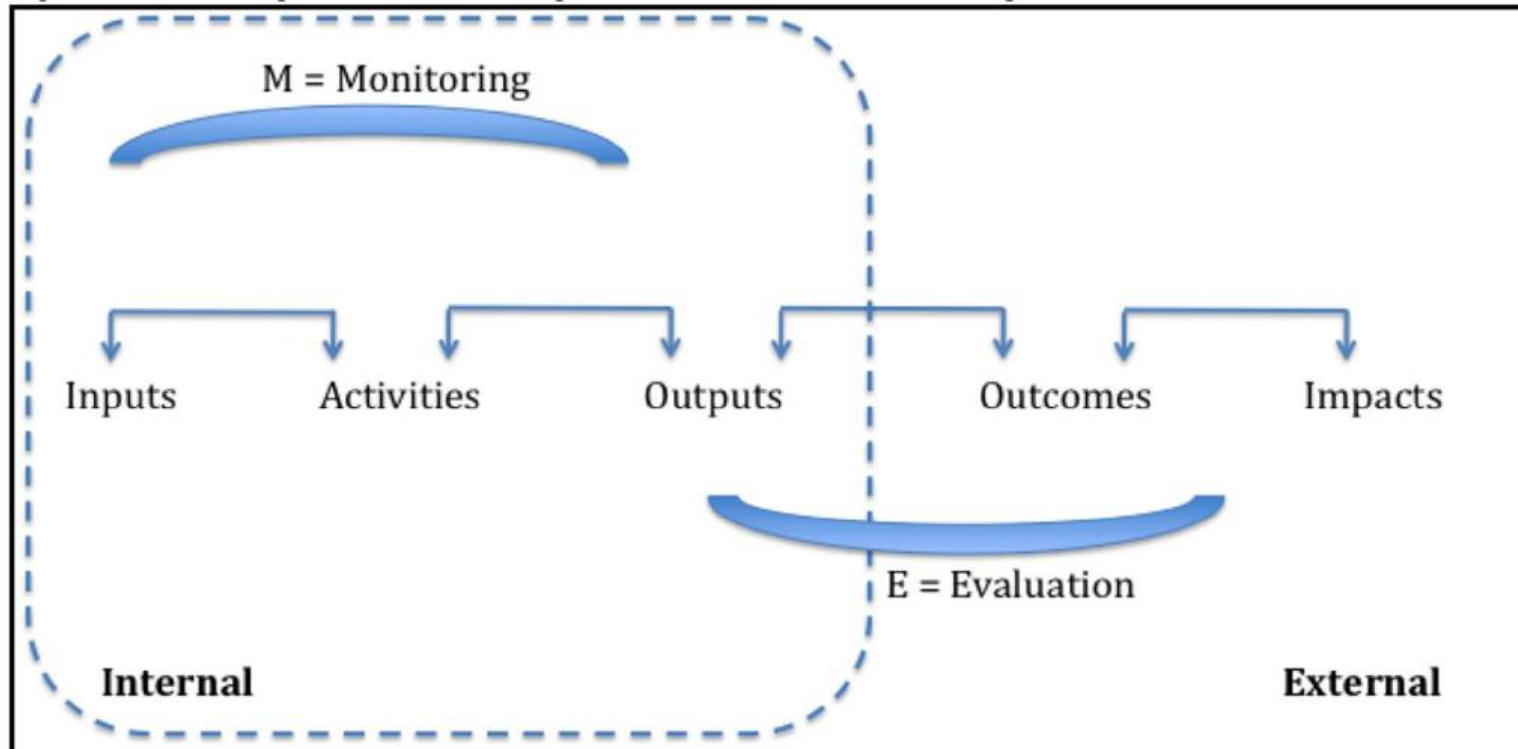 M = Monitoring
Inputs Activities Outputs Outcomes Impacts
E = Evaluation
Internal External